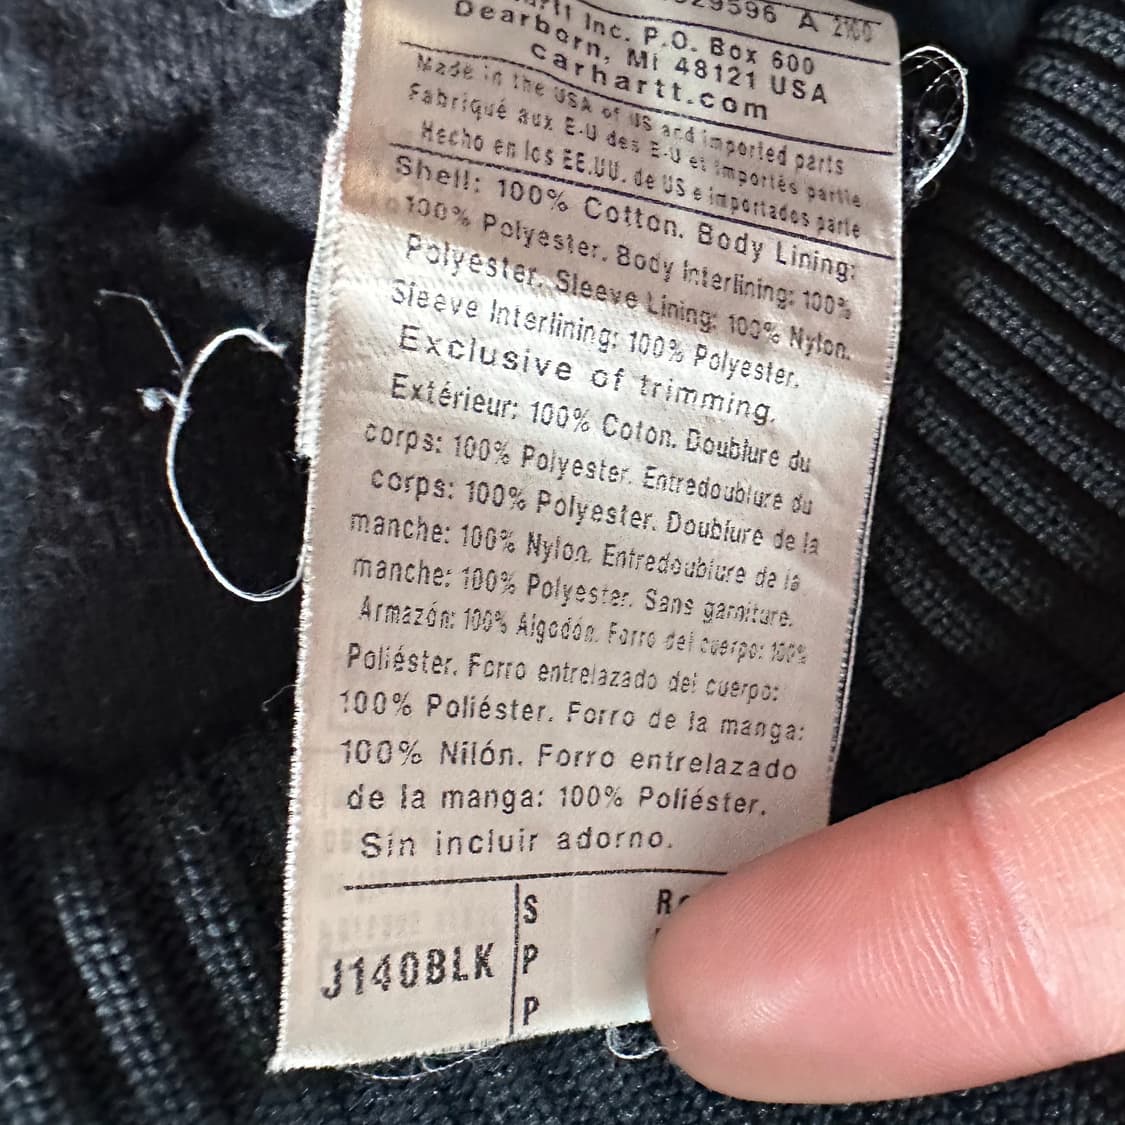 29596 A 2100
Inc. P.O. Box 600
Dearborn, MI 48121 USA
carhartt.com
Made in the USA of US and imported parts
Fabriqué aux E-U des E-U et importés partie
Hecho en los EE.UU. de US e importados parte
Shell: 100% Cotton. Body Lining:
100% Polyester. Body Interlining: 100%
Polyester. Sleeve Lining: 100% Nylon.
Sleeve Interlining: 100% Polyester.
Exclusive of trimming.
Extérieur: 100% Coton. Doublure du
corps: 100% Polyester. Entredoublure du
corps: 100% Polyester. Doublure de la
manche: 100% Nylon. Entredoublure de la
manche: 100% Polyester. Sans garniture.
Armazón: 100% Algodón. Forro del cuerpo: 100%
Poliéster. Forro entrelazado del cuerpo:
100% Poliéster. Forro de la manga:
100% Nilón. Forro entrelazado
de la manga: 100% Poliéster.
Sin incluir adorno.
S
J140BLK P
P